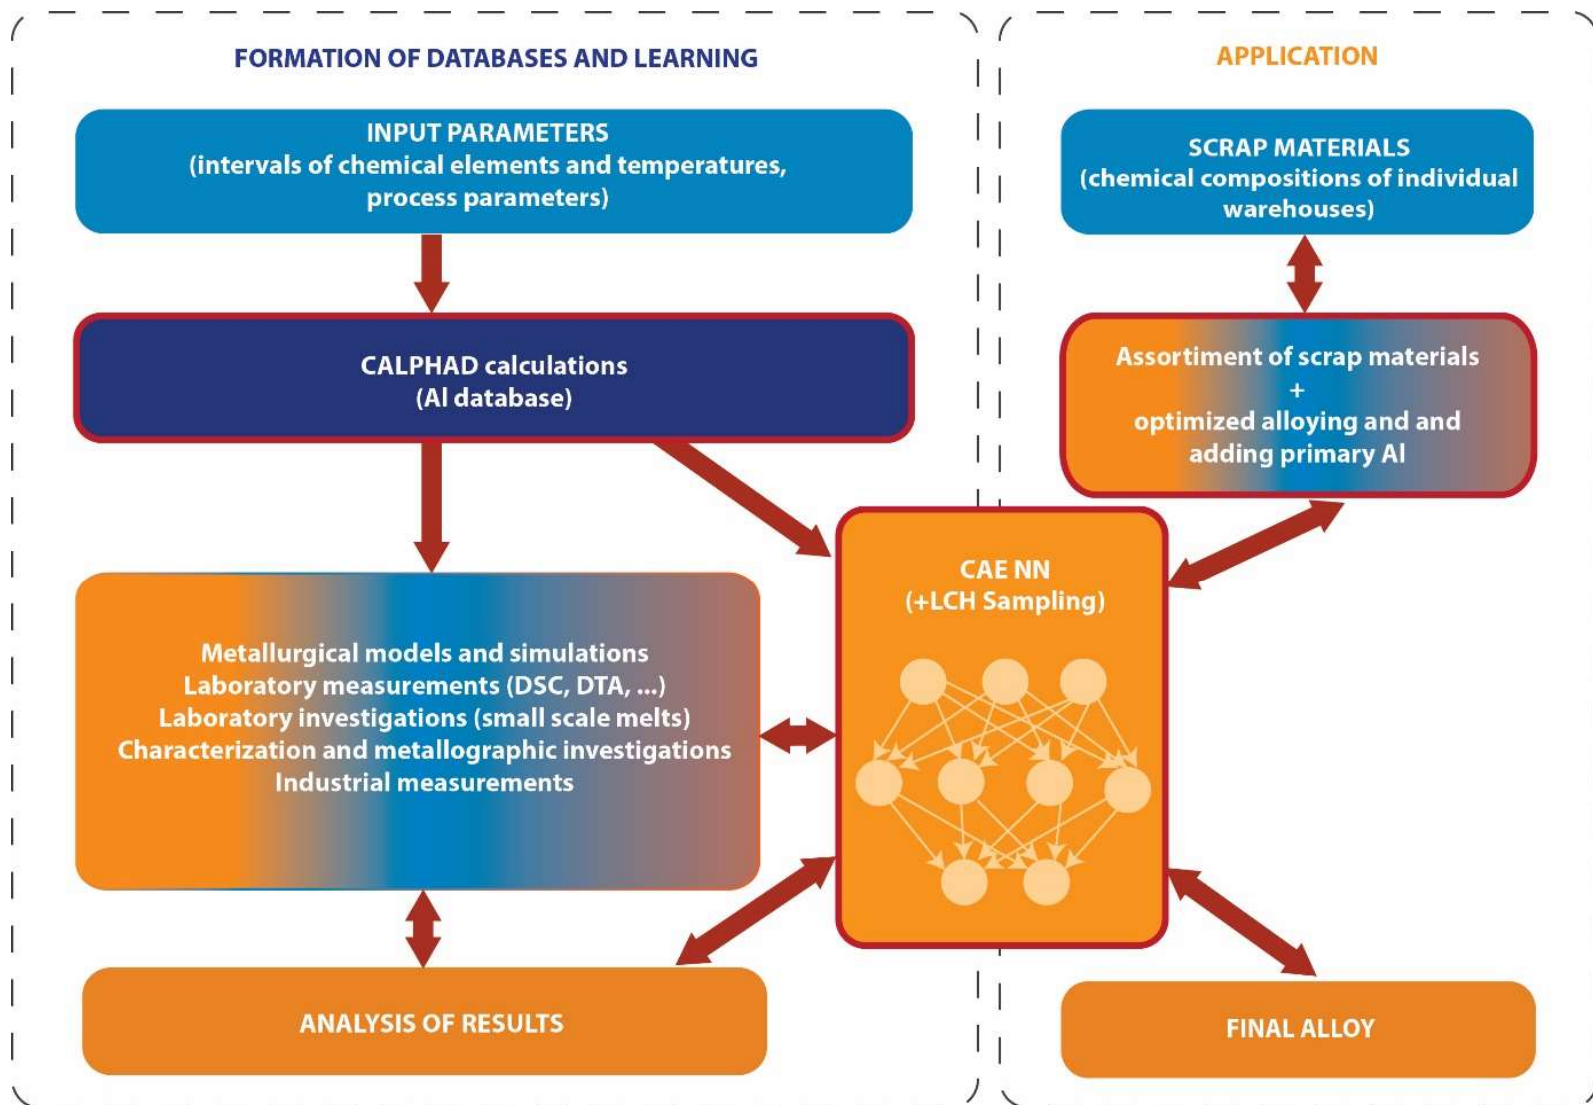 FORMATION OF DATABASES AND LEARNING
INPUT PARAMETERS
(intervals of chemical elements and temperatures,
process parameters)
CALPHAD calculations
(Al database)
Metallurgical models and simulations
Laboratory measurements (DSC, DTA, ...)
Laboratory investigations (small scale melts)
Characterization and metallographic investigations
Industrial measurements
ANALYSIS OF RESULTS
CAE NN
(+LCH Sampling)
APPLICATION
SCRAP MATERIALS
(chemical compositions of individual
warehouses)
Assortiment of scrap materials
+
optimized alloying and and
adding primary Al
FINAL ALLOY